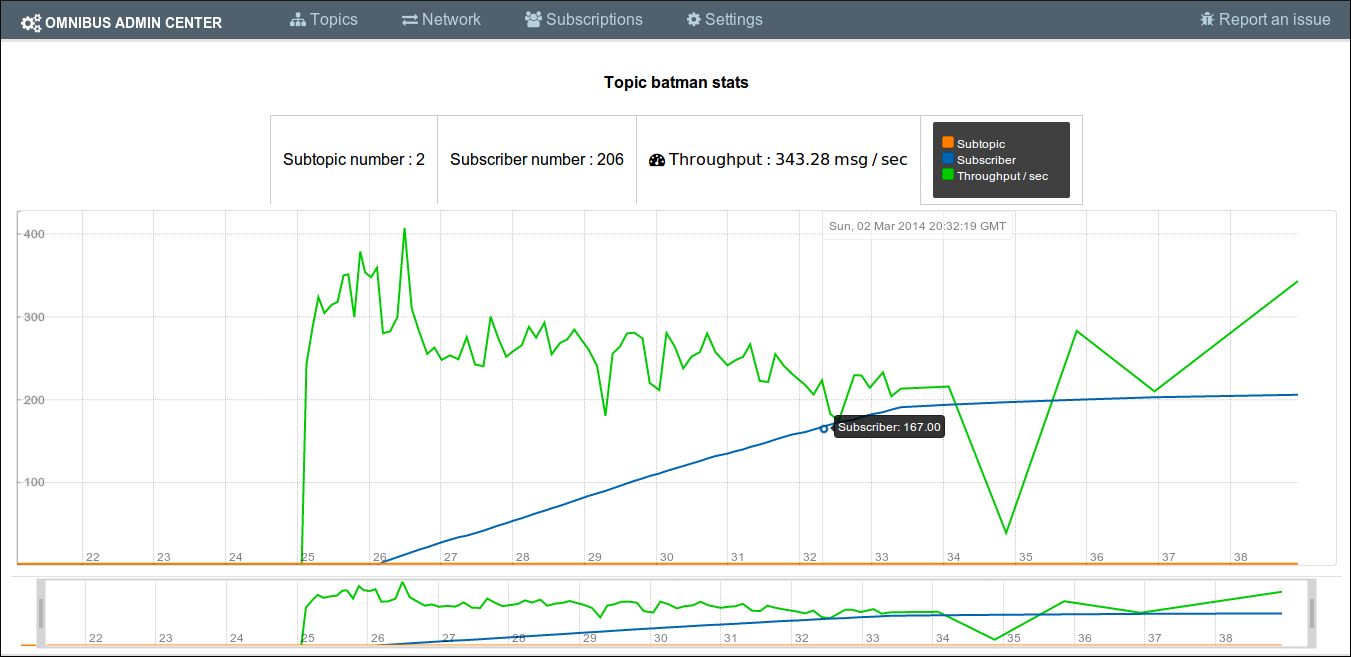 OMNIBUS ADMIN CENTER Topics Network Subscriptions Settings Report an issue
Topic batman stats
Subtopic number : 2 Subscriber number : 206 Throughput : 343.28 msg / sec
Subtopic
Subscriber
Throughput / sec
Sun, 02 Mar 2014 20:32:19 GMT
400
300
200
Subscriber: 167.00
100
22 23 24 25 26 27 28 29 30 31 32 33 34 35 36 37 38
22 23 24 25 26 27 28 29 30 31 32 33 34 35 36 37 38